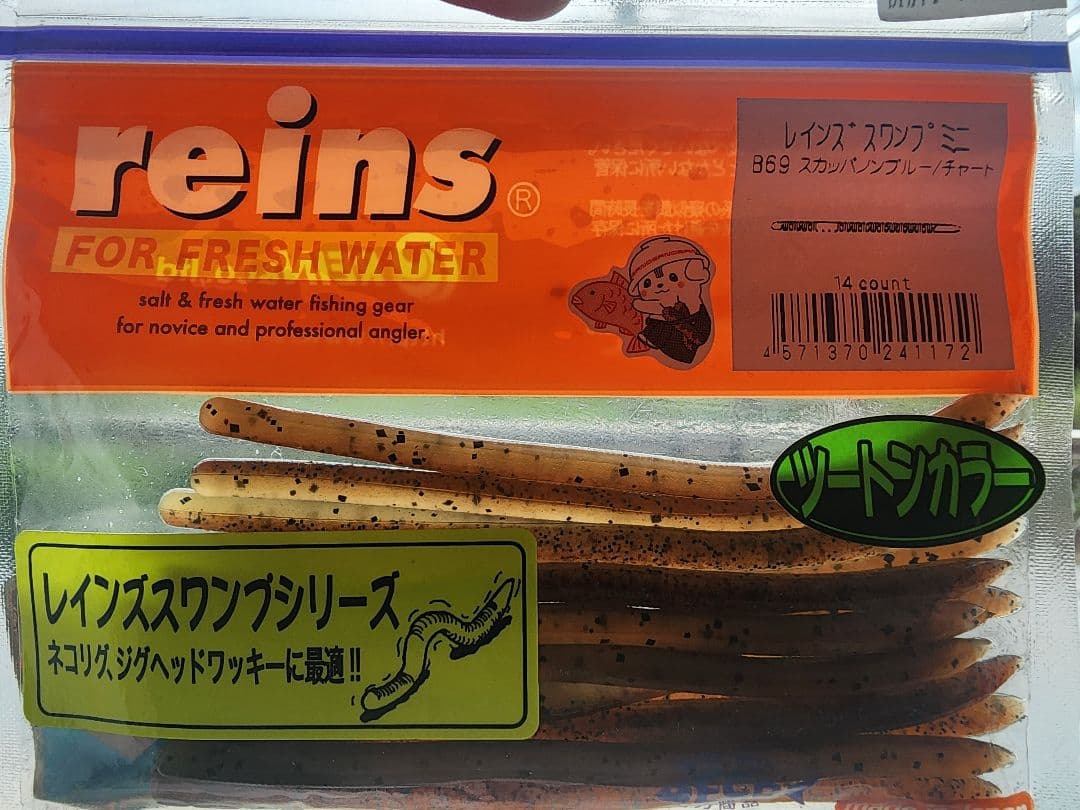 reins®
FOR FRESH WATER
salt & fresh water fishing gear
for novice and professional angler.
レインズスワンプミニ
B69 スカッパノンブルー/チャート
14 count
4 571370 241172
ツートンカラー
レインズスワンプシリーズ
ネコリグ、ジグヘッドワッキーに最適!!